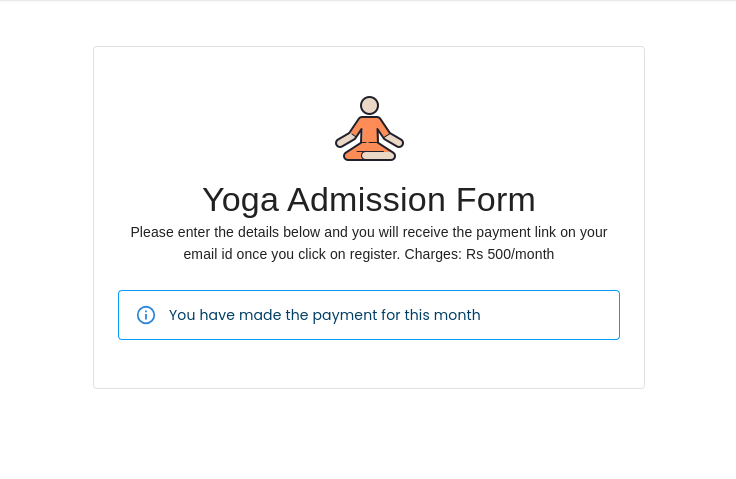 Yoga Admission Form
Please enter the details below and you will receive the payment link on your
email id once you click on register. Charges: Rs 500/month
You have made the payment for this month